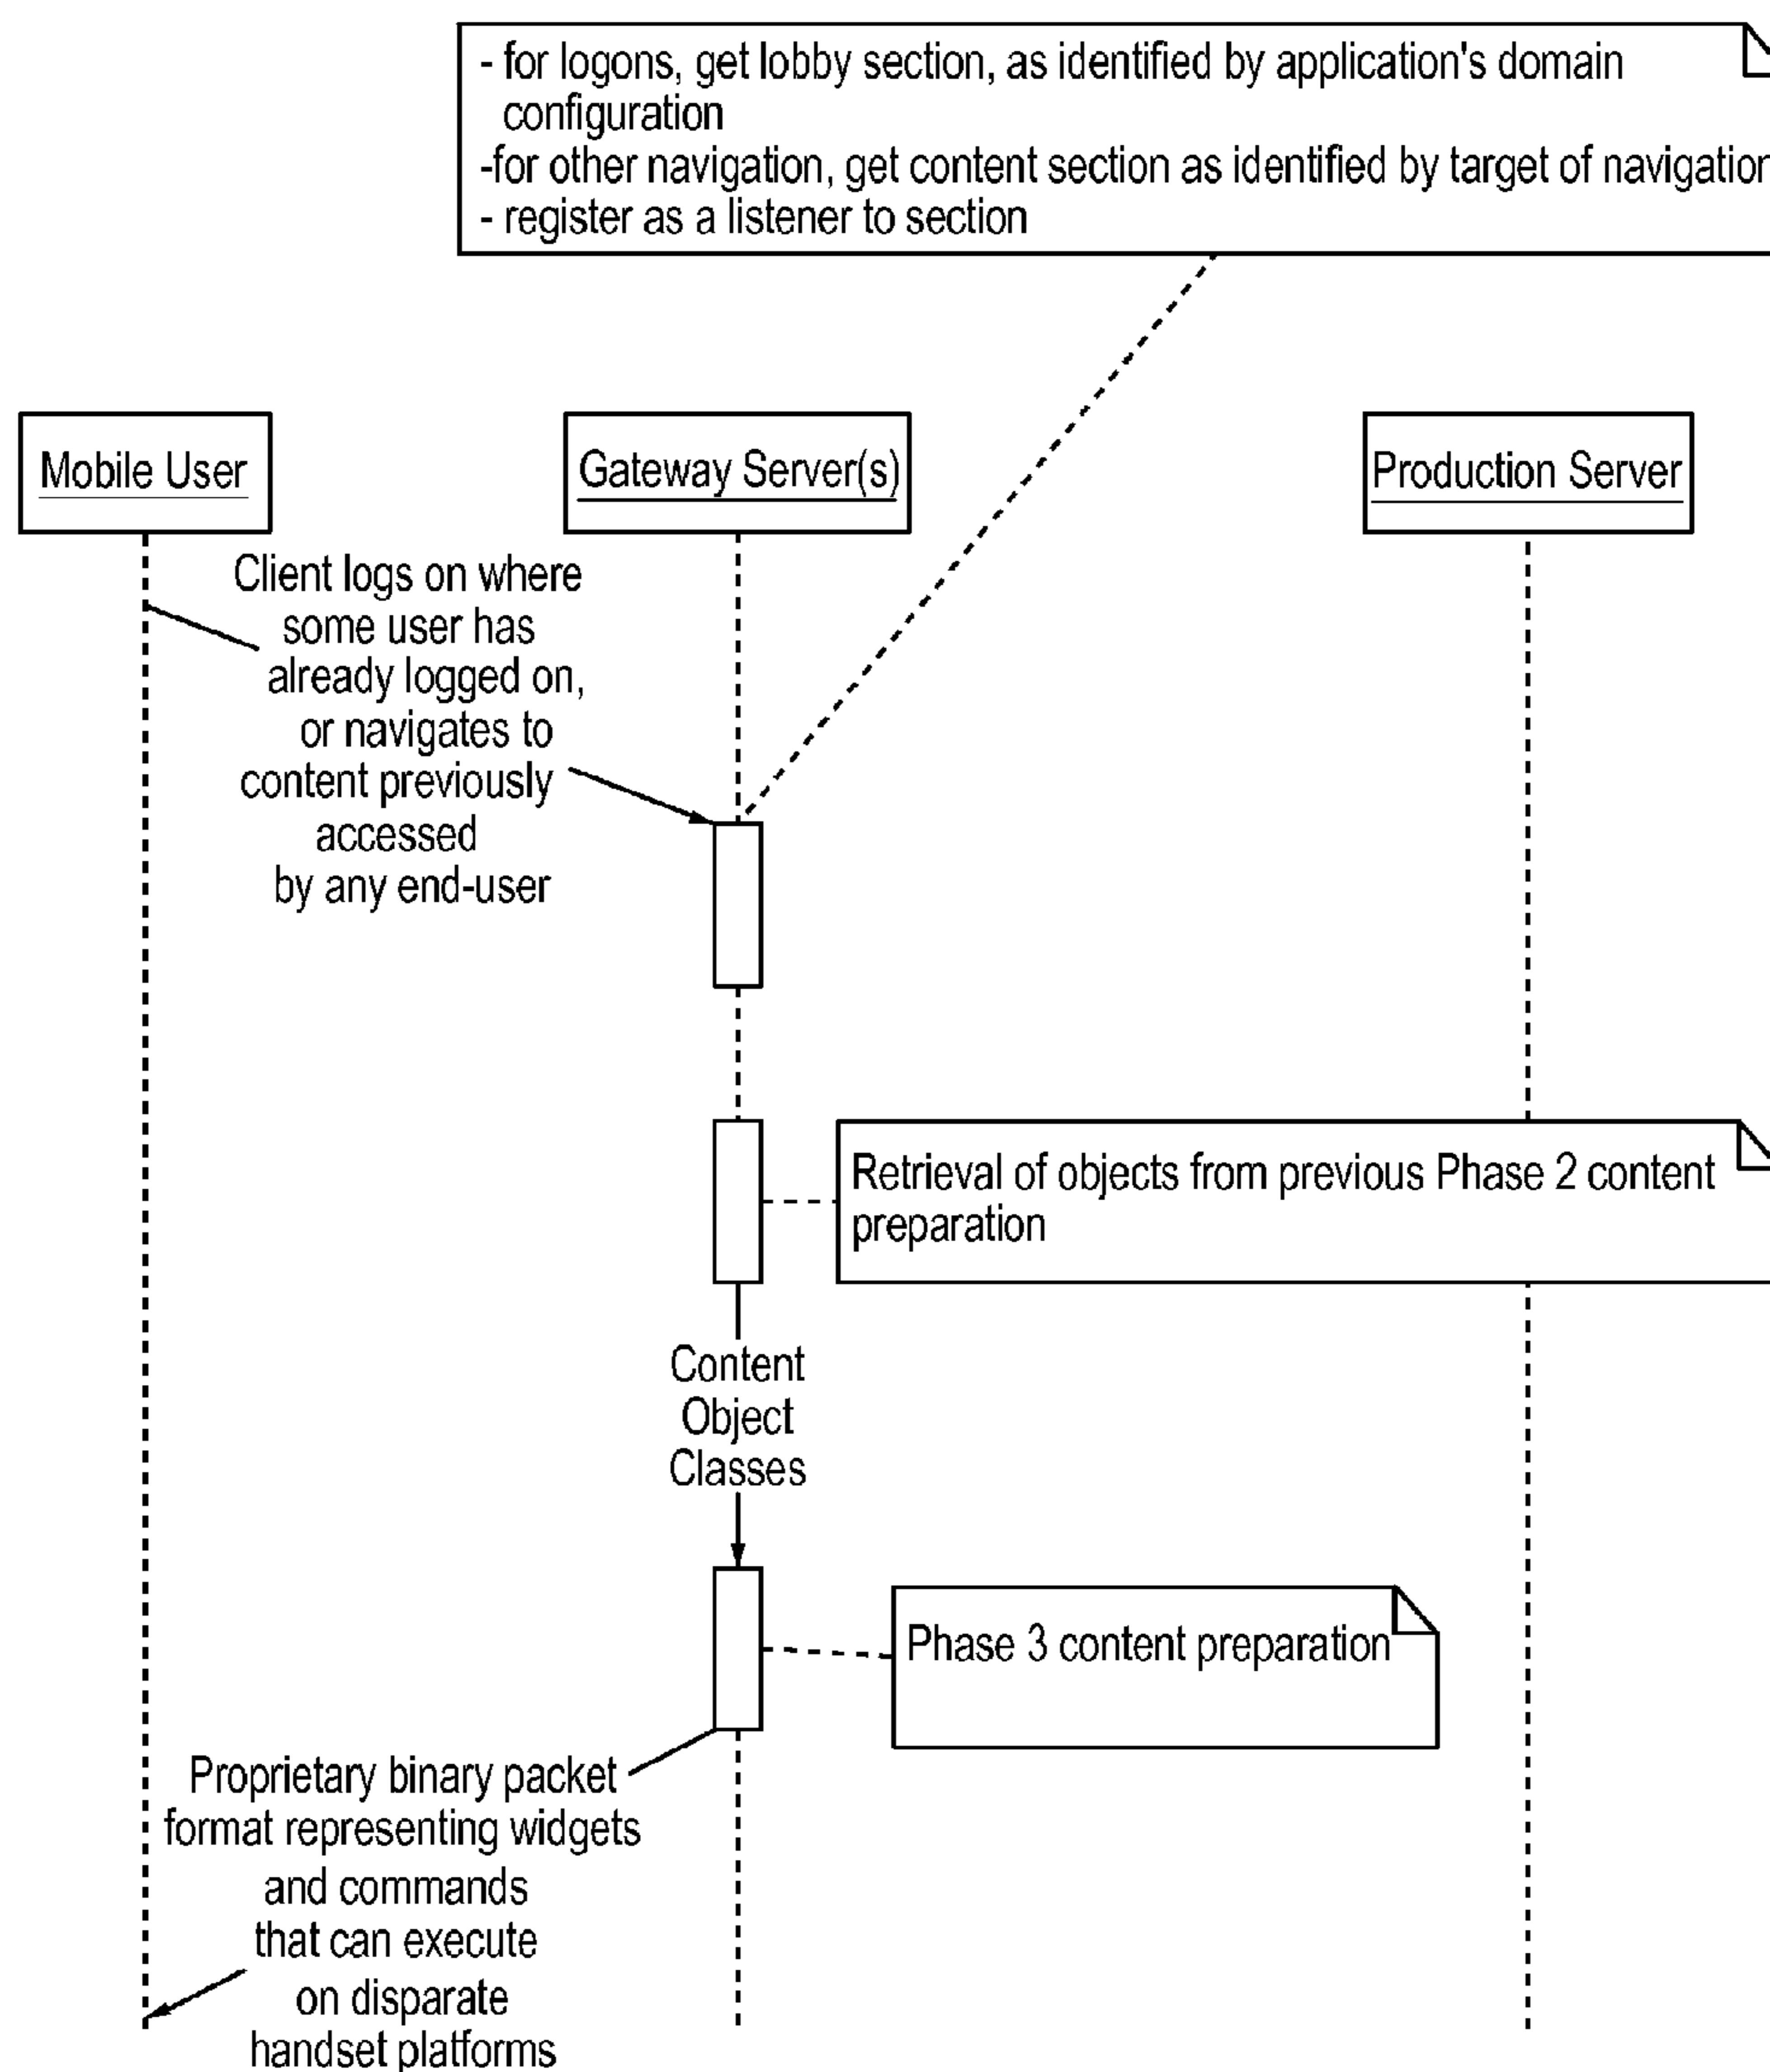 - for logons, get lobby section, as identified by application's domain
configuration
-for other navigation, get content section as identified by target of navigation
- register as a listener to section
Mobile User
Gateway Server(s)
Production Server
Client logs on where
some user has
already logged on,
or navigates to
content previously
accessed
by any end-user
Retrieval of objects from previous Phase 2 content
preparation
Content
Object
Classes
Phase 3 content preparation
Proprietary binary packet
format representing widgets
and commands
that can execute
on disparate
handset platforms